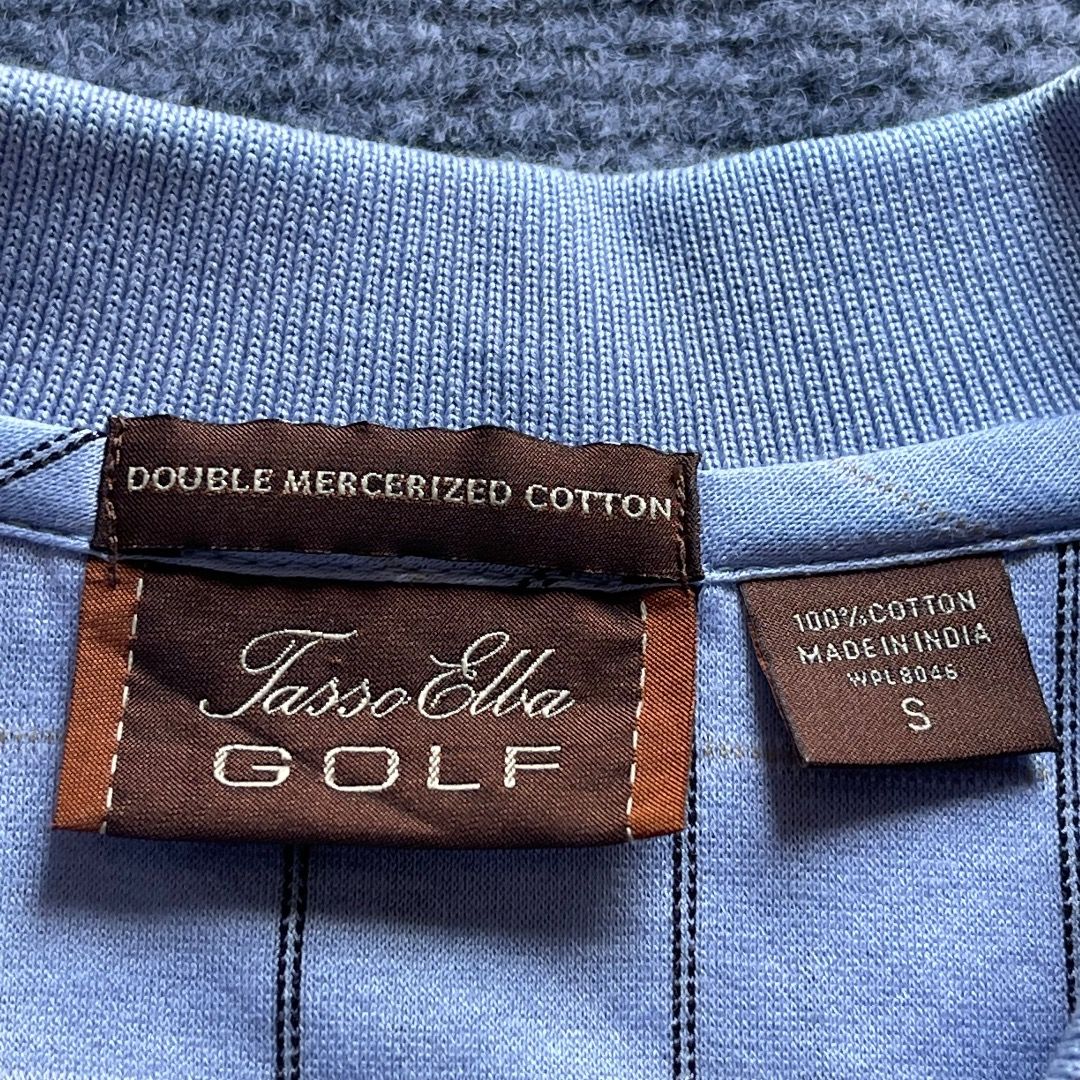 DOUBLE MERCERIZED COTTON
Tasso Elba
GOLF
100% COTTON
MADE IN INDIA
WPL8046
S